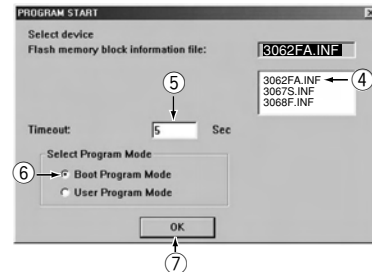 PROGRAM START
Select device
Flash memory block information file:
3062FA.INF
3062FA.INF
④
3067S.INF
3068F.INF
⑤
Timeout:
5
Sec
Select Program Mode
⑥
Boot Program Mode
User Program Mode
OK
⑦